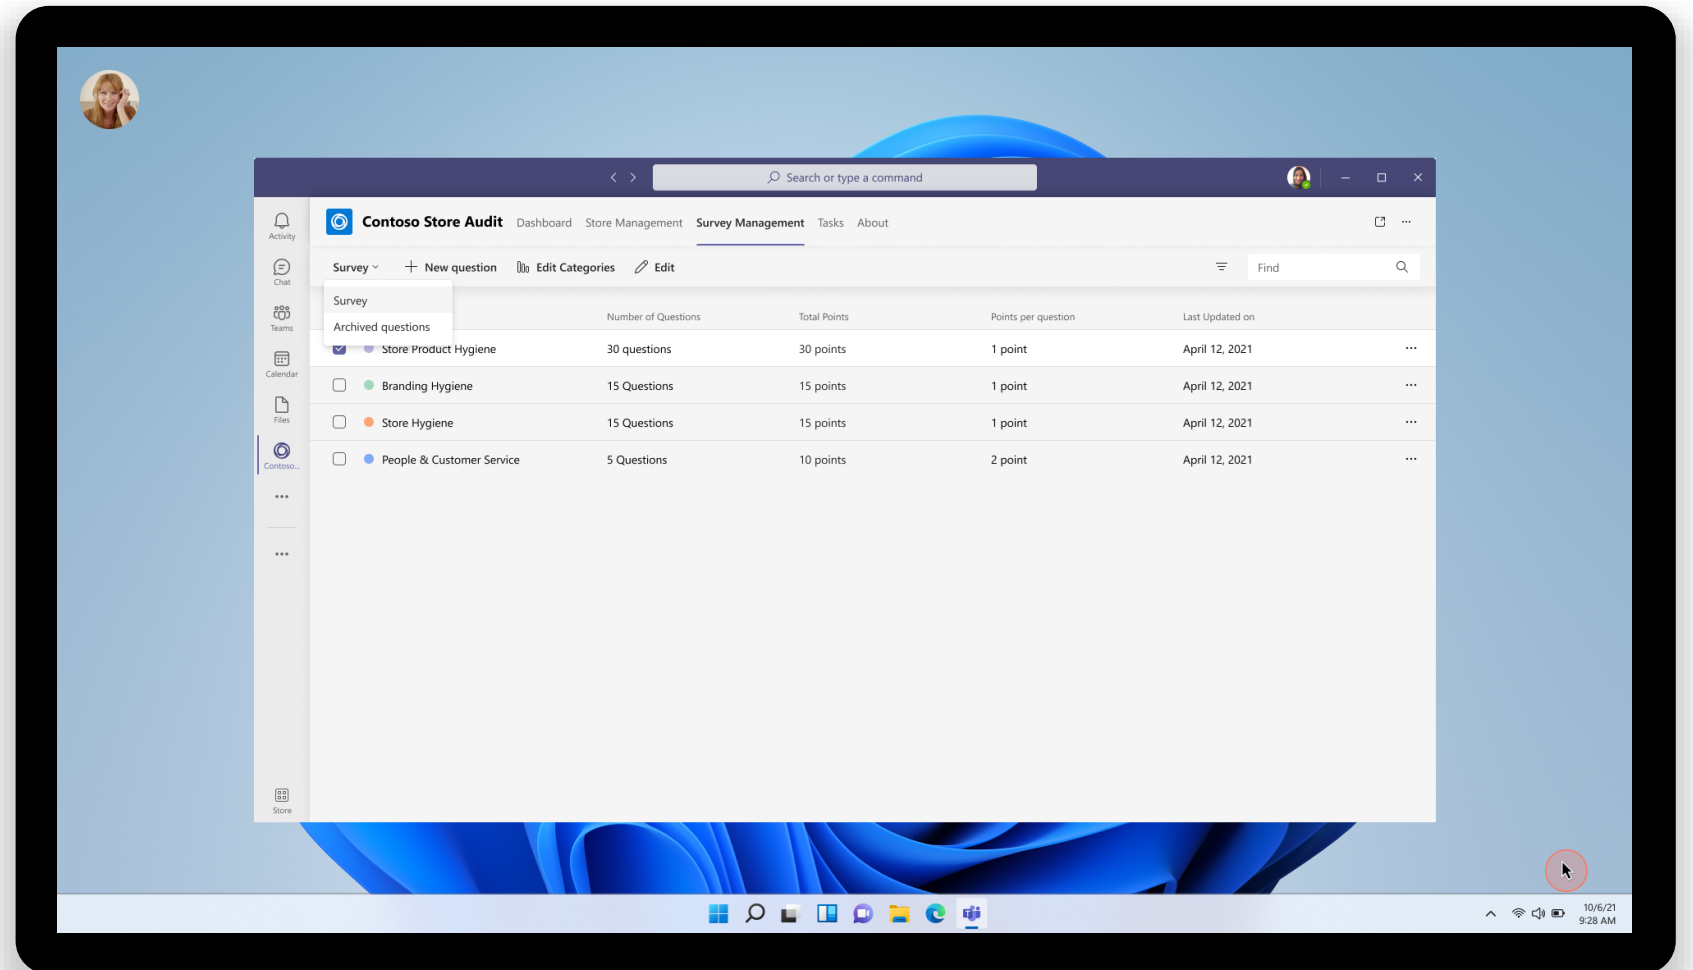 Search or type a command
Activity
Chat
Teams
Calendar
Files
Contoso...
Store
Contoso Store Audit Dashboard Store Management Survey Management Tasks About
Survey New question Edit Categories Edit Find
Survey
Archived questions
Number of Questions Total Points Points per question Last Updated on
Store Product Hygiene 30 questions 30 points 1 point April 12, 2021
Branding Hygiene 15 Questions 15 points 1 point April 12, 2021
Store Hygiene 15 Questions 15 points 1 point April 12, 2021
People & Customer Service 5 Questions 10 points 2 point April 12, 2021
10/6/21
9:28 AM